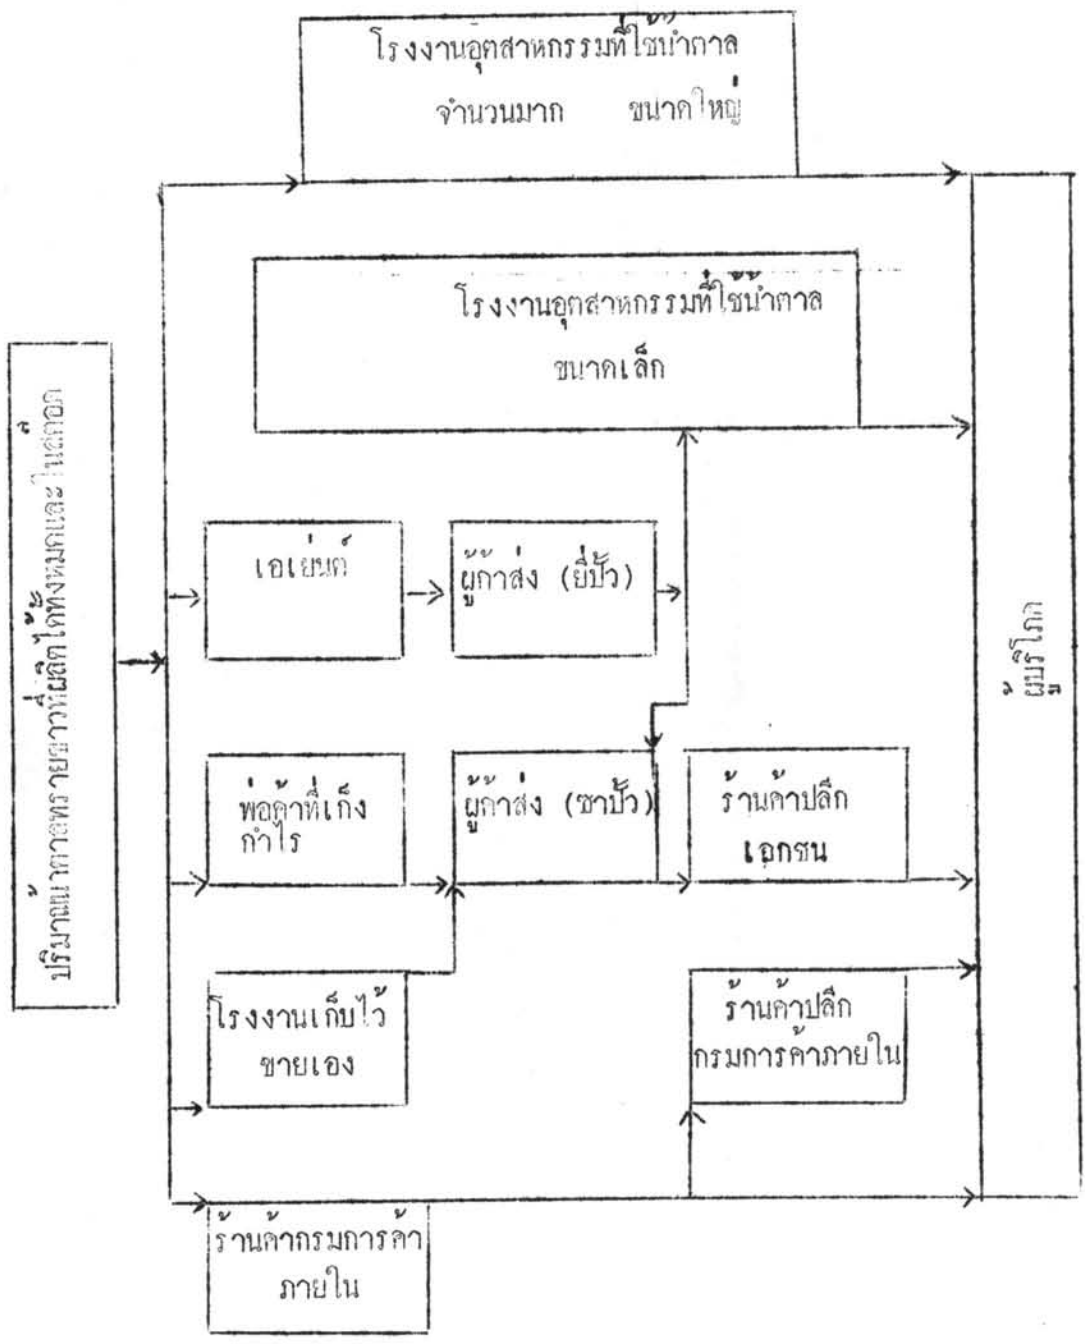 โรงงานอุตสาหกรรมที่ใช้น้ำตาล
จำนวนมาก ขนาดใหญ่
โรงงานอุตสาหกรรมที่ใช้น้ำตาล
ขนาดเล็ก
ปริมาณน้ำตาลทรายขาวที่ผลิตได้ทั้งหมดและในสต๊อค
เอเย่นต์
ผู้ค้าส่ง (ยี่ปั๊ว)
ผู้บริโภค
พ่อค้าที่เก็ง
กำไร
ผู้ค้าส่ง (ซาปั๊ว)
ร้านค้าปลีก
เอกชน
โรงงานเก็บไว้
ขายเอง
ร้านค้าปลีก
กรมการค้าภายใน
ร้านค้ากรมการค้า
ภายใน